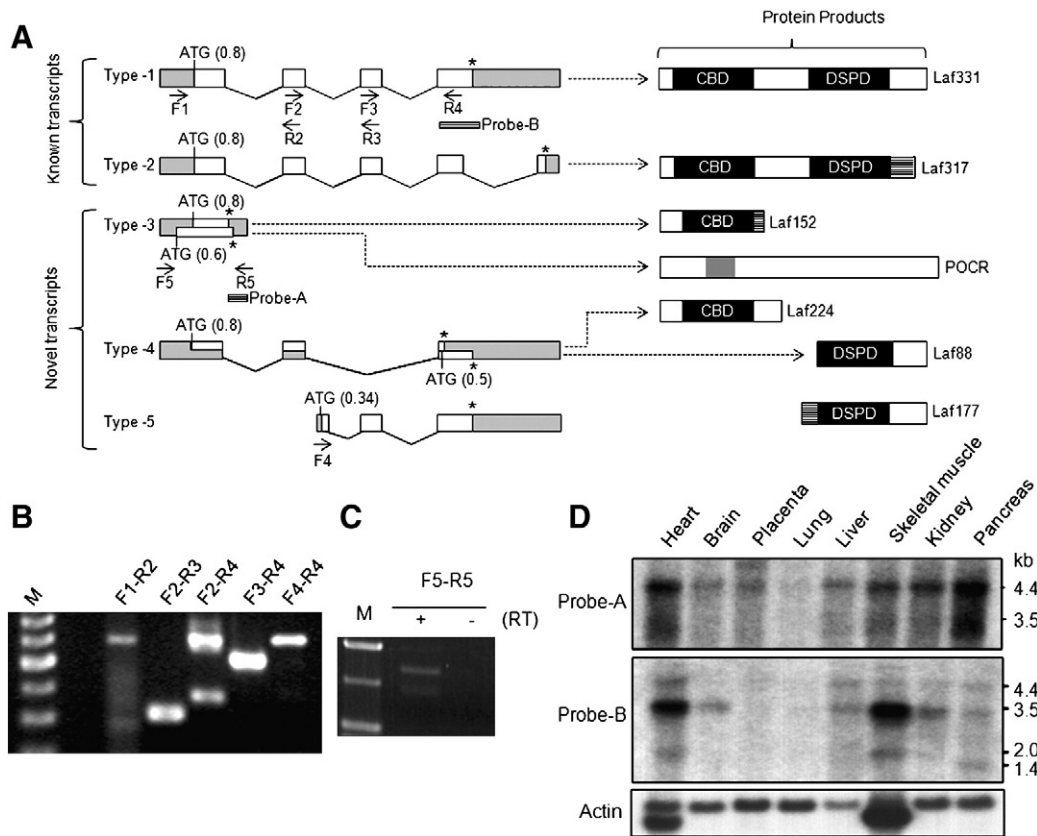 A
Protein Products
Known transcripts
Novel transcripts
Type -1
ATG (0.8)
*
F1
F2
F3
R4
R2
R3
Probe-B
CBD
DSPD
Laf331
Type -2
ATG (0.8)
*
CBD
DSPD
Laf317
Type -3
ATG (0.8)
*
*
ATG (0.6)
F5
R5
Probe-A
CBD
Laf152
POCR
Type -4
ATG (0.8)
*
*
ATG (0.5)
CBD
Laf224
DSPD
Laf88
Type -5
ATG (0.34)
*
F4
DSPD
Laf177
B
M
F1-R2
F2-R3
F2-R4
F3-R4
F4-R4
C
F5-R5
M
+
-
(RT)
D
Heart
Brain
Placenta
Lung
Liver
Skeletal muscle
Kidney
Pancreas
kb
Probe-A
4.4
3.5
Probe-B
4.4
3.5
2.0
1.4
Actin